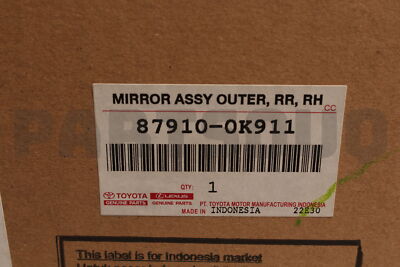 MIRROR ASSY OUTER, RR, RH
CC
87910-0K911
QTY: 1
TOYOTA LEXUS
GENUINE PARTS GENUINE PARTS
PT. TOYOTA MOTOR MANUFACTURING INDONESIA
MADE IN INDONESIA 22E30
This label is for Indonesia market